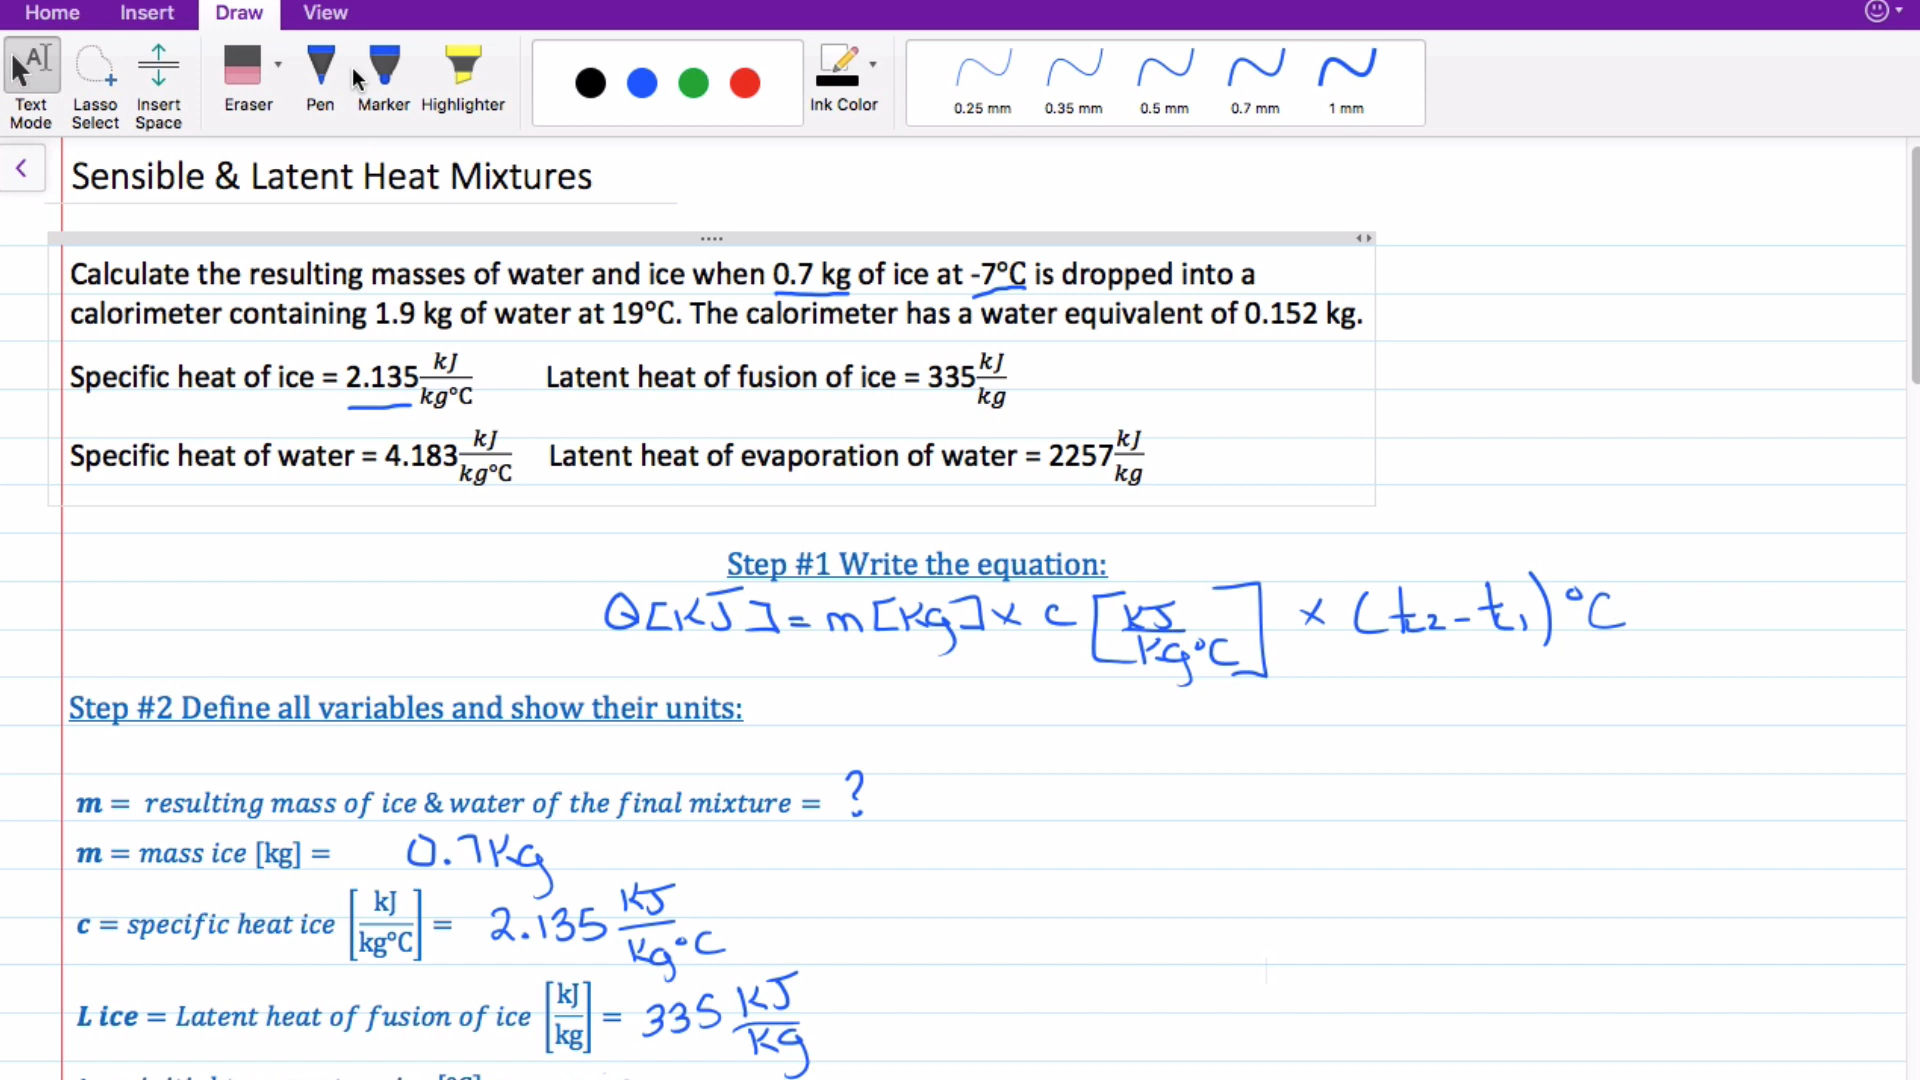 Home Insert Draw View
Text Mode
Lasso Select
Insert Space
Eraser
Pen
Marker
Highlighter
Ink Color
0.25 mm 0.35 mm 0.5 mm 0.7 mm 1 mm
Sensible & Latent Heat Mixtures
Calculate the resulting masses of water and ice when 0.7 kg of ice at -7°C is dropped into a
calorimeter containing 1.9 kg of water at 19°C. The calorimeter has a water equivalent of 0.152 kg.
Specific heat of ice = 2.135 kJ/kg°C Latent heat of fusion of ice = 335 kJ/kg
Specific heat of water = 4.183 kJ/kg°C Latent heat of evaporation of water = 2257 kJ/kg
Step #1 Write the equation:
Q[KJ] = m[Kg] x c [KJ/Kg°C] x (t2 - t1)°C
Step #2 Define all variables and show their units:
m = resulting mass of ice & water of the final mixture = ?
m = mass ice [kg] = 0.7Kg
c = specific heat ice [kJ/kg°C] = 2.135 KJ/Kg°C
L ice = Latent heat of fusion of ice [kJ/kg] = 335 KJ/Kg